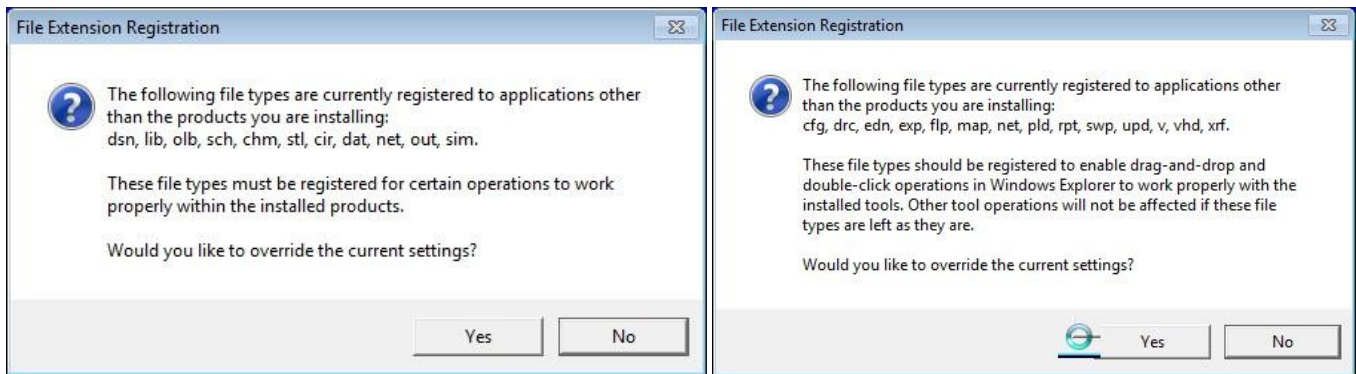 File Extension Registration
The following file types are currently registered to applications other
than the products you are installing:
dsn, lib, olb, sch, chm, stl, cir, dat, net, out, sim.
These file types must be registered for certain operations to work
properly within the installed products.
Would you like to override the current settings?
Yes
No
File Extension Registration
The following file types are currently registered to applications other
than the products you are installing:
cfg, drc, edn, exp, flp, map, net, pld, rpt, swp, upd, v, vhd, xrf.
These file types should be registered to enable drag-and-drop and
double-click operations in Windows Explorer to work properly with the
installed tools. Other tool operations will not be affected if these file
types are left as they are.
Would you like to override the current settings?
Yes
No